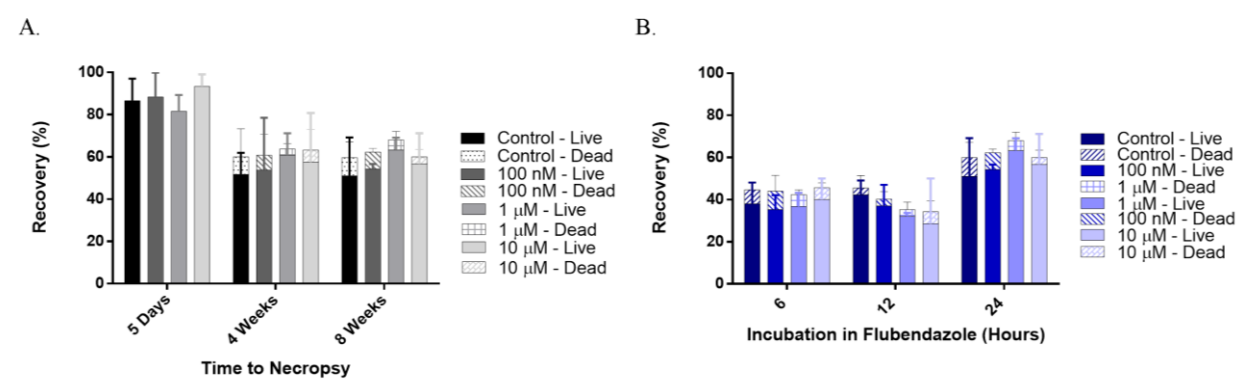 A.
B.
100
80
60
40
20
0
Recovery (%)
5 Days
4 Weeks
8 Weeks
Time to Necropsy
Control - Live
Control - Dead
100 nM - Live
100 nM - Dead
1 μM - Live
1 μM - Dead
10 μM - Live
10 μM - Dead
100
80
60
40
20
0
Recovery (%)
6
12
24
Incubation in Flubendazole (Hours)
Control - Live
Control - Dead
100 nM - Live
1 μM - Dead
1 μM - Live
100 nM - Dead
10 μM - Live
10 μM - Dead